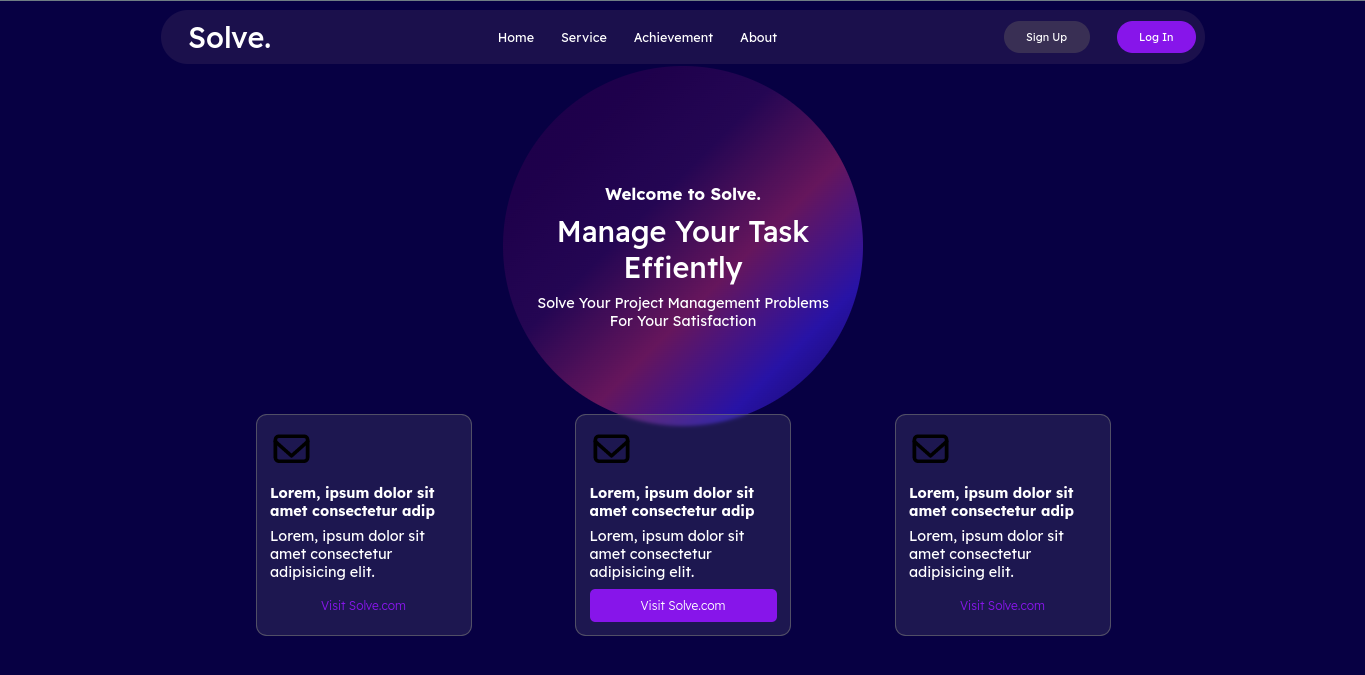 Solve.
Home Service Achievement About
Sign Up Log In
Welcome to Solve.
Manage Your Task
Effiently
Solve Your Project Management Problems
For Your Satisfaction
Lorem, ipsum dolor sit
amet consectetur adip
Lorem, ipsum dolor sit
amet consectetur
adipisicing elit.
Visit Solve.com
Lorem, ipsum dolor sit
amet consectetur adip
Lorem, ipsum dolor sit
amet consectetur
adipisicing elit.
Visit Solve.com
Lorem, ipsum dolor sit
amet consectetur adip
Lorem, ipsum dolor sit
amet consectetur
adipisicing elit.
Visit Solve.com